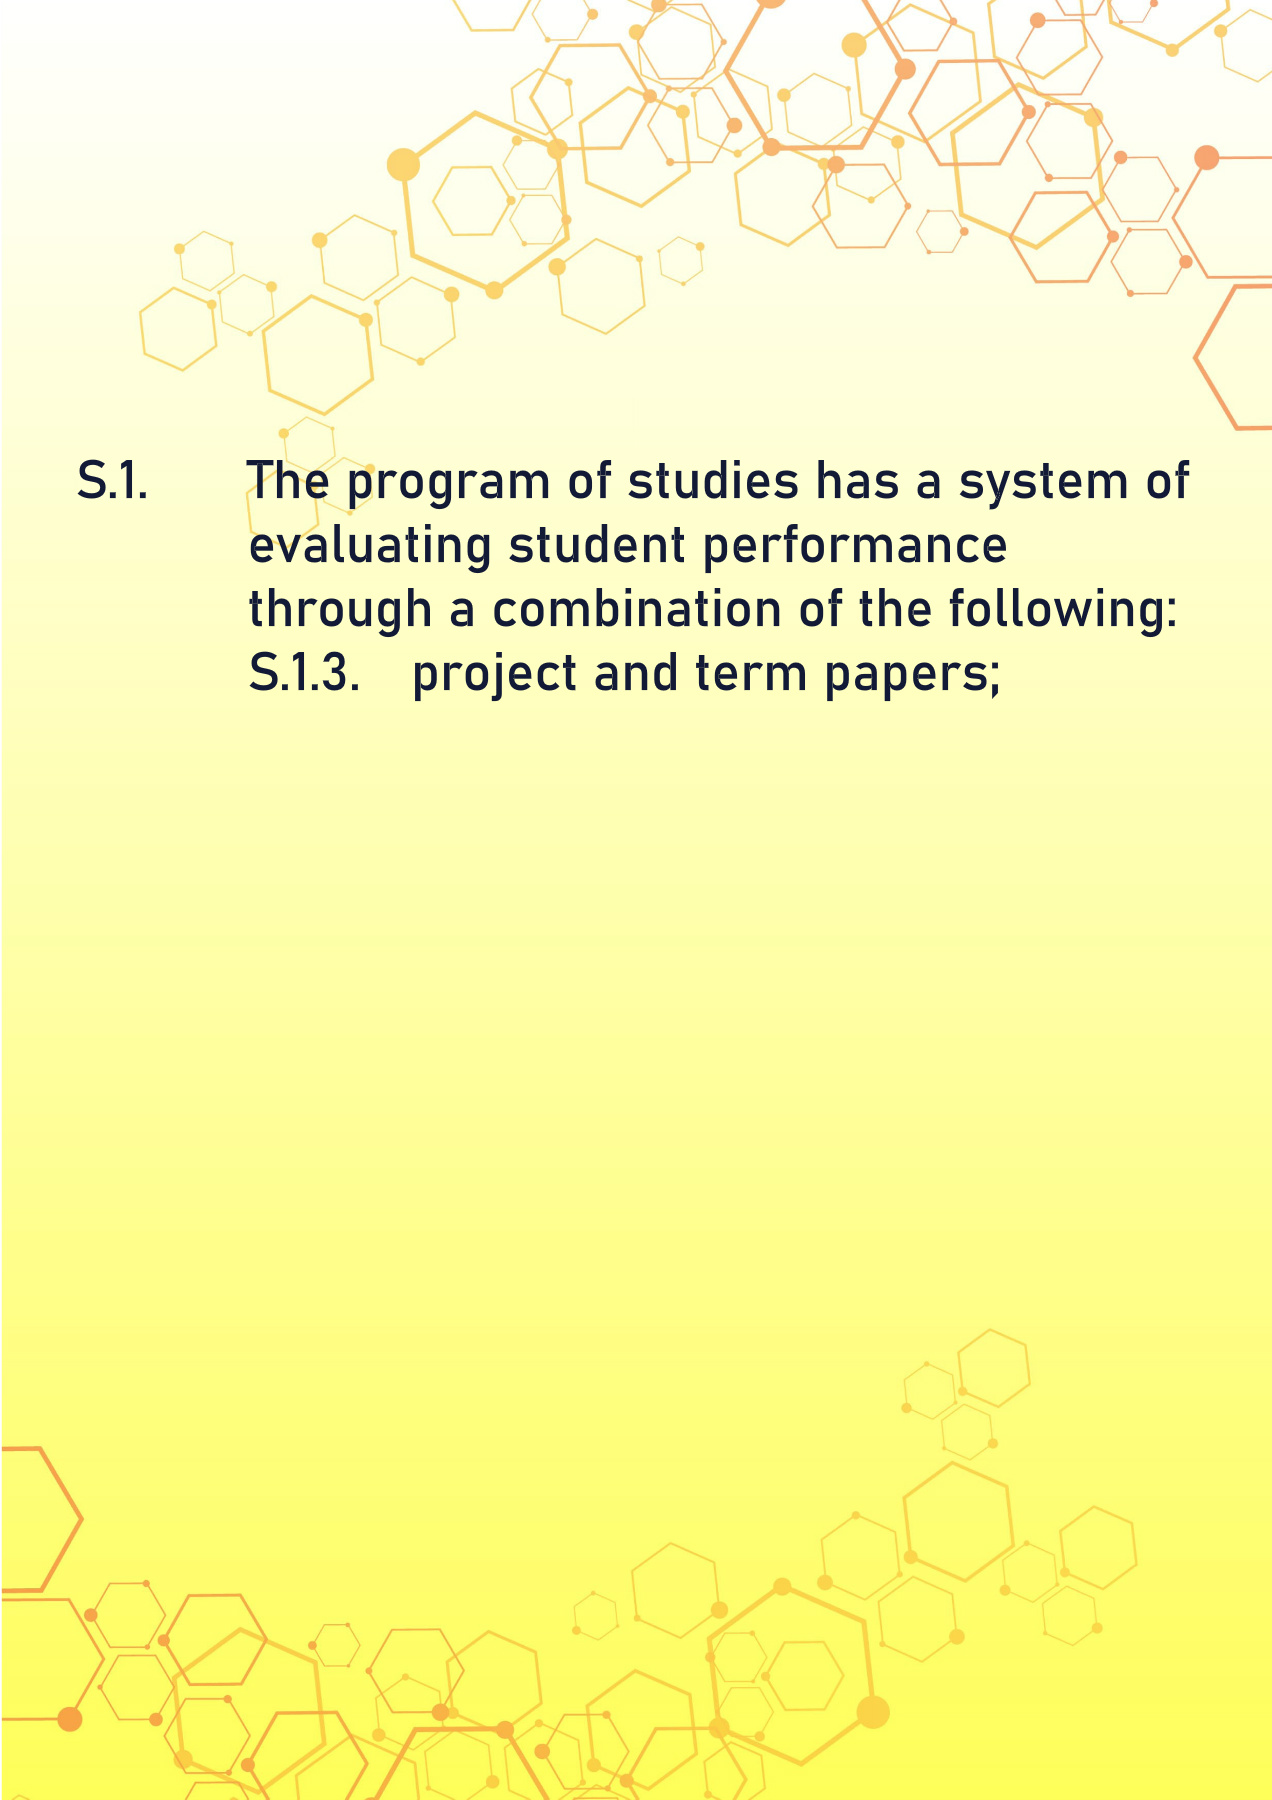 S.1. The program of studies has a system of
evaluating student performance
through a combination of the following:
S.1.3. project and term papers;